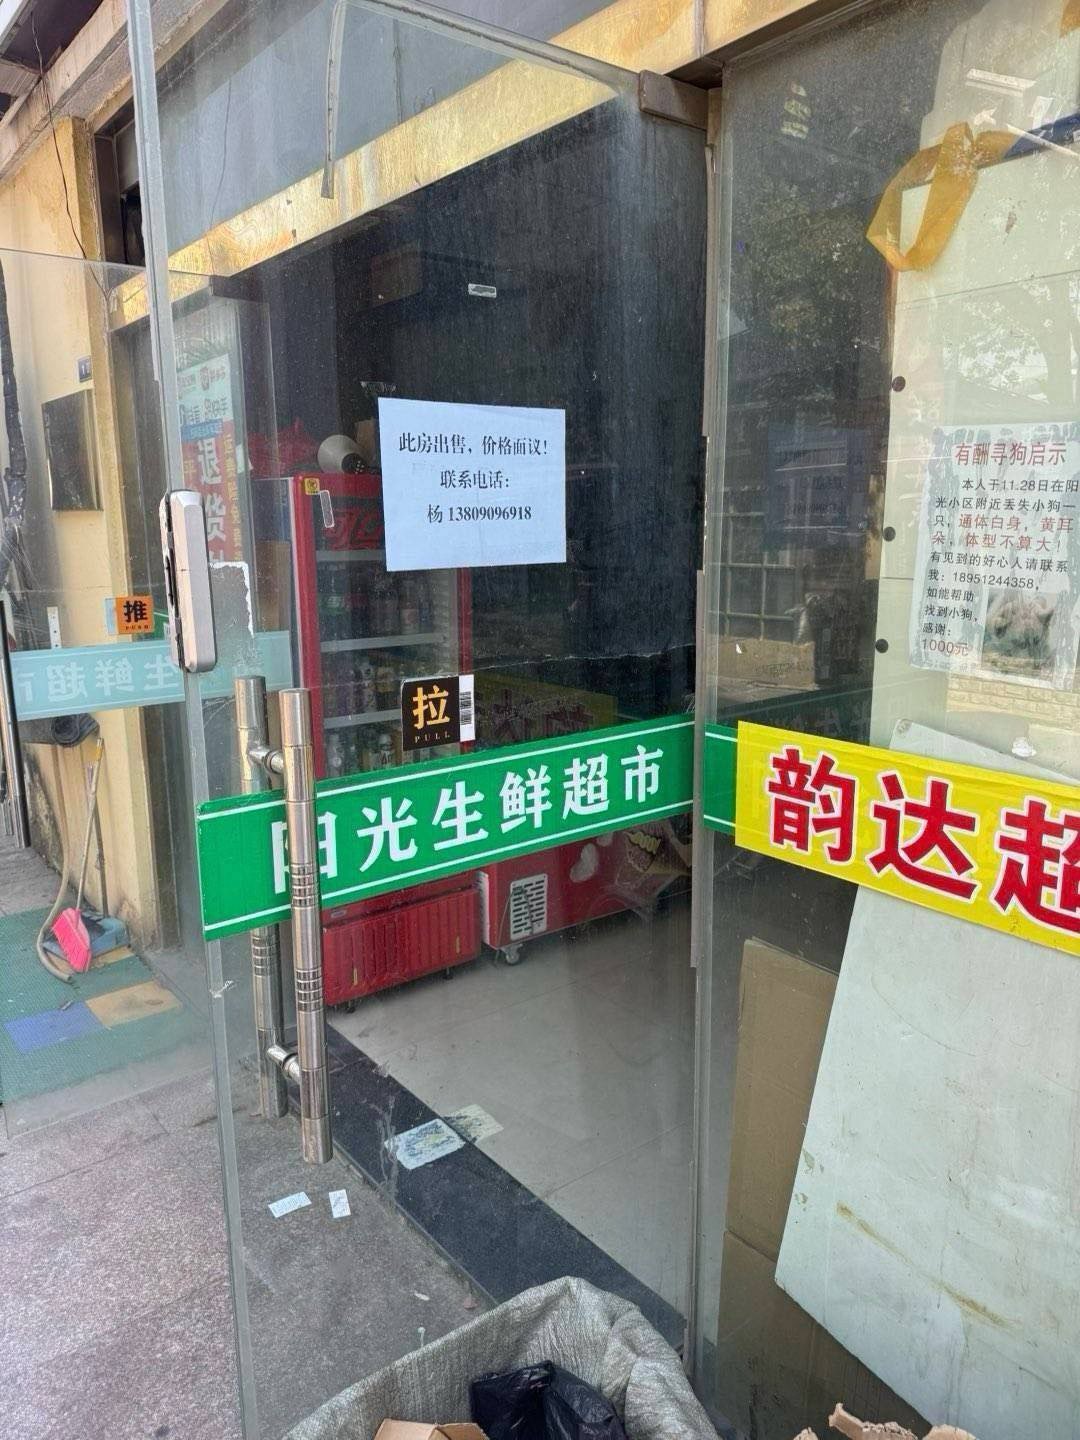 此房出售，价格面议！
联系电话：
杨 13809096918
有酬寻狗启示
本人于11.28日在阳
光小区附近丢失小狗一
只，通体白身，黄耳
朵，体型不算大！
有见到的好心人请联系
我：18951244358，
如能帮助
找到小狗，
感谢：
1000元
推
PUSH
拉
PULL
阳光生鲜超市
韵达超
生鲜超市
退货